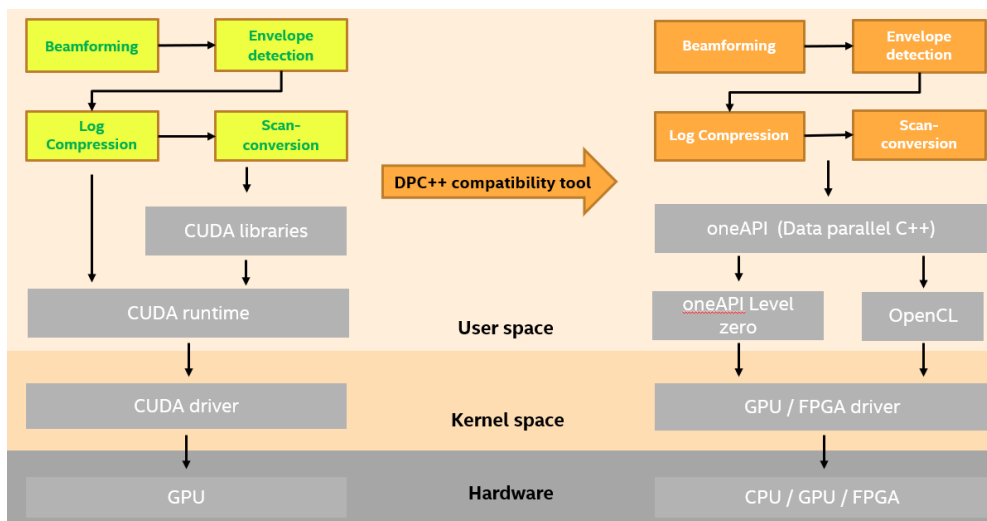 Beamforming
Envelope
detection
Log
Compression
Scan-
conversion
CUDA libraries
CUDA runtime
CUDA driver
GPU
DPC++ compatibility tool
User space
Kernel space
Hardware
Beamforming
Envelope
detection
Log Compression
Scan-
conversion
oneAPI (Data parallel C++)
oneAPI Level
zero
OpenCL
GPU / FPGA driver
CPU / GPU / FPGA